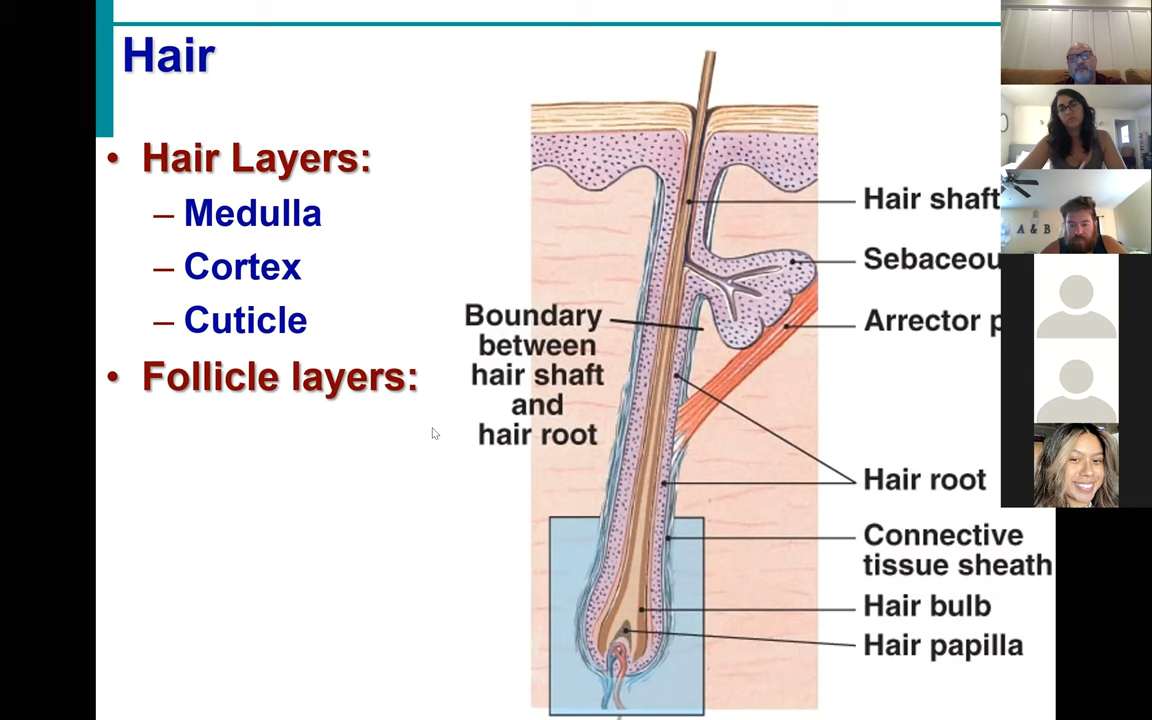 Hair
• Hair Layers:
– Medulla
– Cortex
– Cuticle
• Follicle layers:
Hair shaft
Sebaceou
Arrector p
Boundary
between
hair shaft
and
hair root
Hair root
Connective
tissue sheath
Hair bulb
Hair papilla
A & B